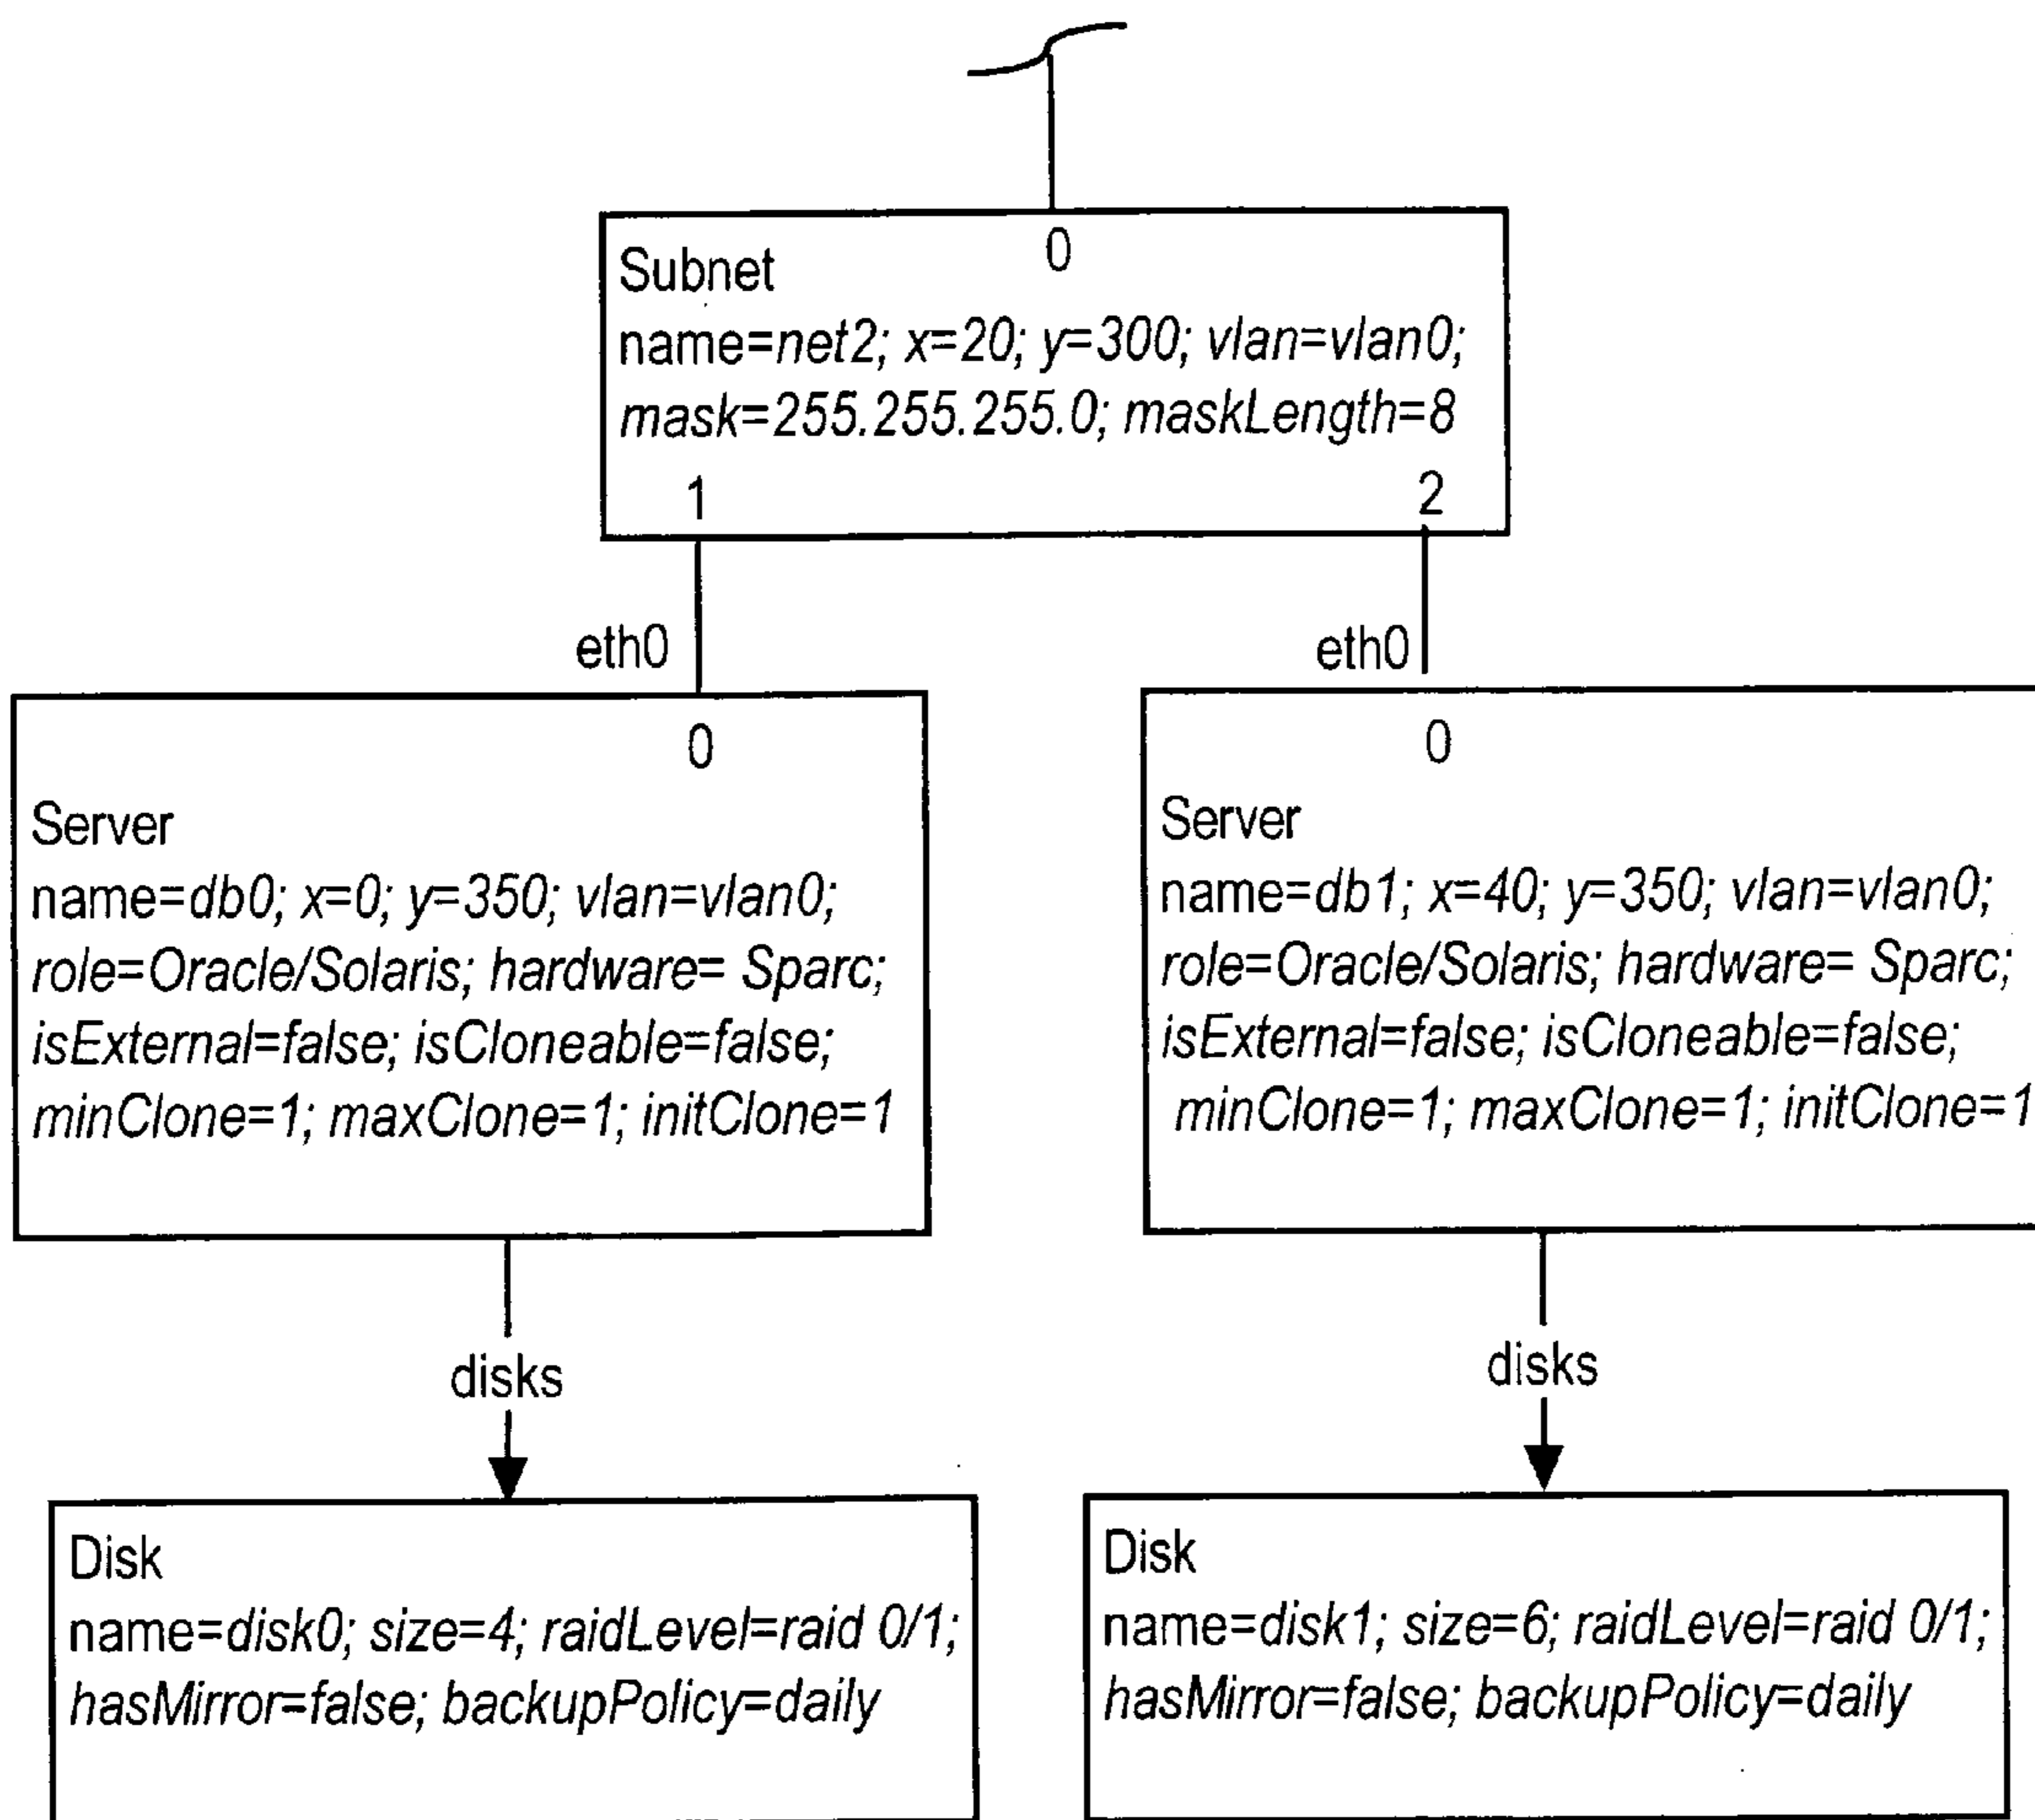 0
Subnet
name=net2; x=20; y=300; vlan=vlan0;
mask=255.255.255.0; maskLength=8
1
2
eth0
eth0
0
Server
name=db0; x=0; y=350; vlan=vlan0;
role=Oracle/Solaris; hardware= Sparc;
isExternal=false; isCloneable=false;
minClone=1; maxClone=1; initClone=1
0
Server
name=db1; x=40; y=350; vlan=vlan0;
role=Oracle/Solaris; hardware= Sparc;
isExternal=false; isCloneable=false;
minClone=1; maxClone=1; initClone=1
disks
disks
Disk
name=disk0; size=4; raidLevel=raid 0/1;
hasMirror=false; backupPolicy=daily
Disk
name=disk1; size=6; raidLevel=raid 0/1;
hasMirror=false; backupPolicy=daily